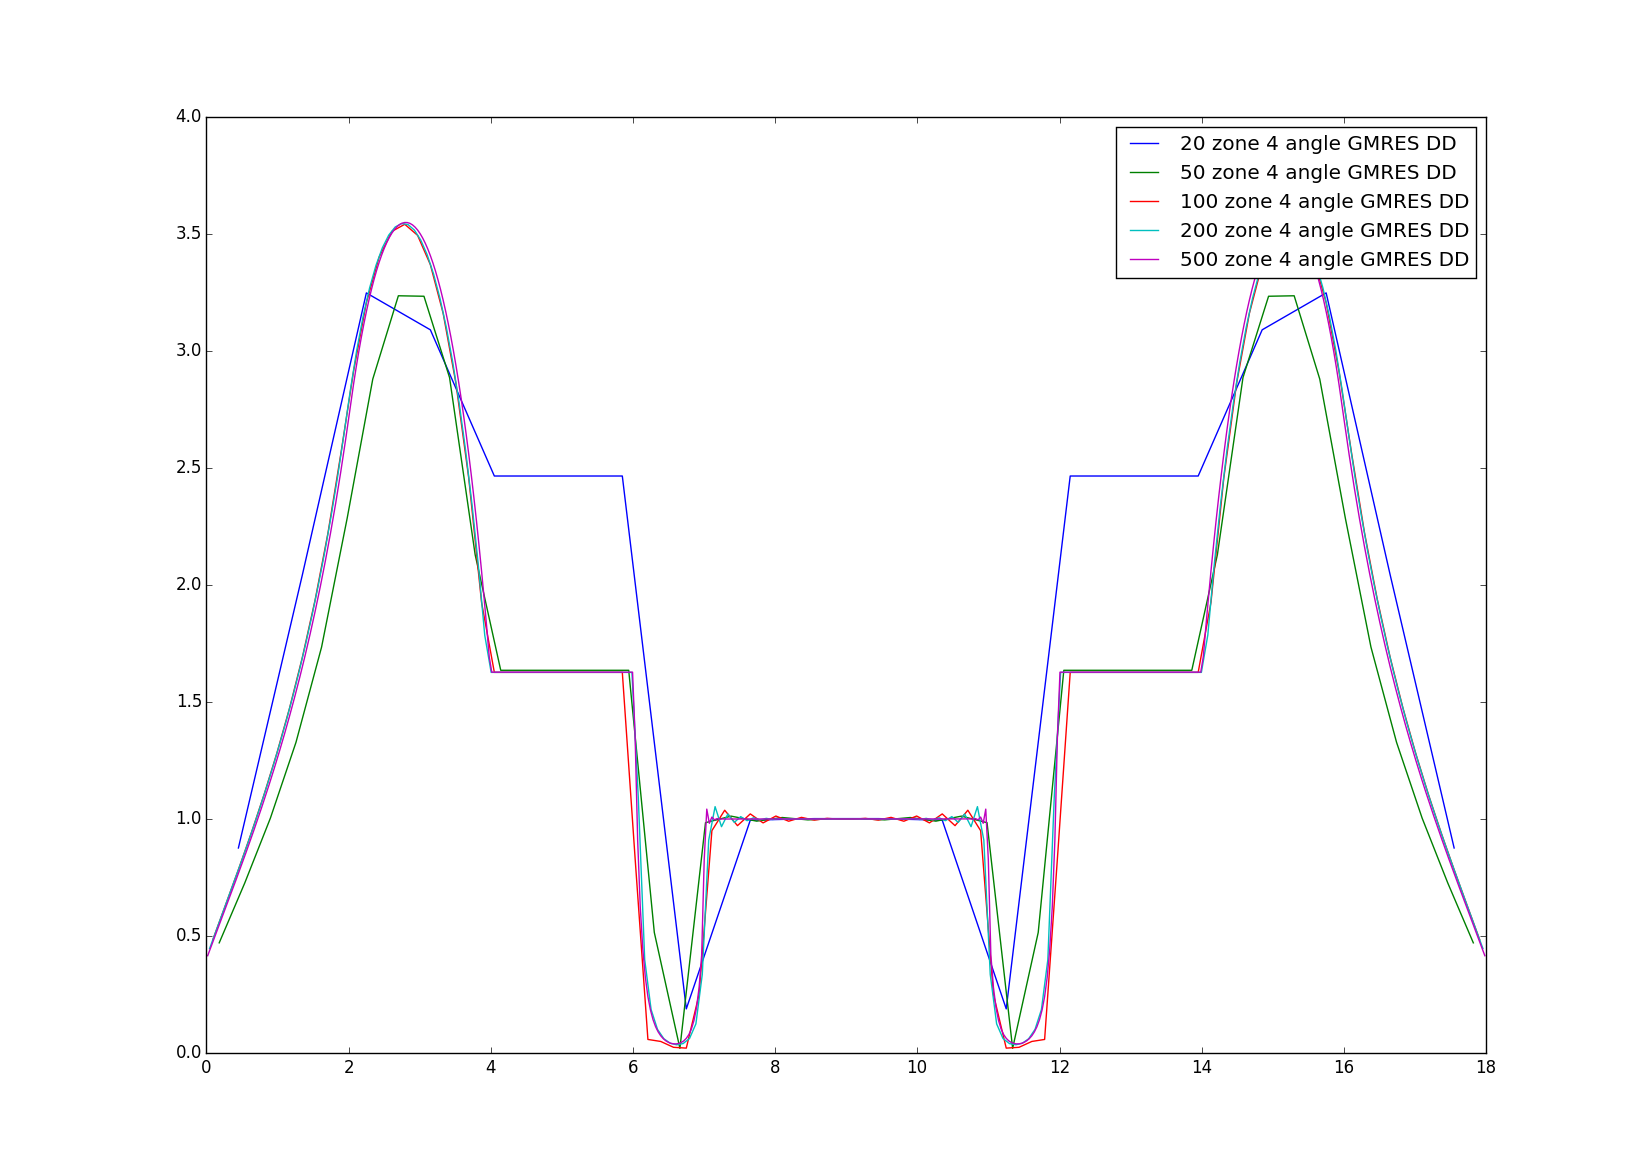 4.0
3.5
3.0
2.5
2.0
1.5
1.0
0.5
0.0
0 2 4 6 8 10 12 14 16 18
20 zone 4 angle GMRES DD
50 zone 4 angle GMRES DD
100 zone 4 angle GMRES DD
200 zone 4 angle GMRES DD
500 zone 4 angle GMRES DD